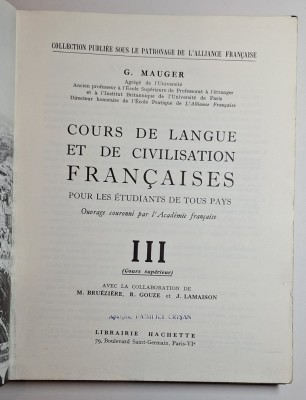 COLLECTION PUBLIÉE SOUS LE PATRONAGE DE L'ALLIANCE FRANÇAISE
G. MAUGER
Agrégé de l'Université
Ancien professeur à l'École Supérieure de Professorat à l'étranger
et à l'Institut Britannique de l'Université de Paris
Directeur honoraire de l'École Pratique de L'Alliance Française
COURS DE LANGUE
ET DE CIVILISATION
FRANÇAISES
POUR LES ÉTUDIANTS DE TOUS PAYS
Ouvrage couronné par l'Académie française
III
(Cours supérieur)
AVEC LA COLLABORATION DE
M. BRUÉZIÈRE, R. GOUZE et J. LAMAISON
LIBRAIRIE HACHETTE
79, Boulevard Saint-Germain, Paris-VIe